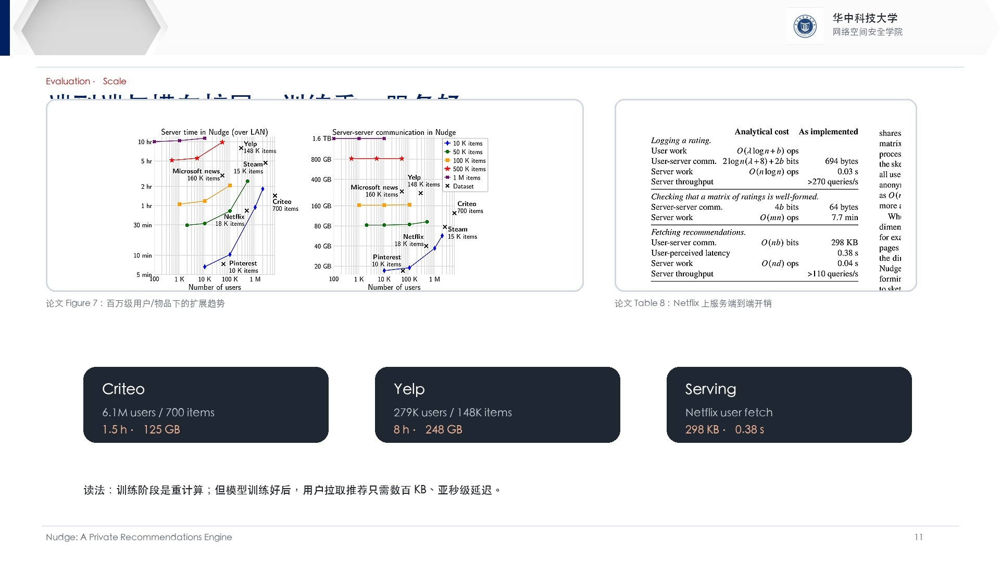 华中科技大学
网络空间安全学院
Evaluation · Scale
Server time in Nudge (over LAN)
10 hr
5 hr
2 hr
1 hr
30 min
10 min
5 min
Yelp
148 K items
Steam
15 K items
Microsoft news
160 K items
Criteo
700 items
Netflix
18 K items
Pinterest
10 K items
100 1 K 10 K 100 K 1 M
Number of users
Server-server communication in Nudge
1.6 TB
800 GB
400 GB
160 GB
80 GB
40 GB
20 GB
10 K items
50 K items
100 K items
500 K items
1 M items
Dataset
Yelp
148 K items
Microsoft news
160 K items
Criteo
700 items
Steam
15 K items
Netflix
18 K items
Pinterest
10 K items
100 1 K 10 K 100 K 1 M
Number of users
论文 Figure 7：百万级用户/物品下的扩展趋势
Analytical cost As implemented
Logging a rating.
User work O(λ log n + b) ops
User-server comm. 2 log n(λ + 8) + 2b bits 694 bytes
Server work O(n log n) ops 0.03 s
Server throughput >270 queries/s
Checking that a matrix of ratings is well-formed.
Server-server comm. 4b bits 64 bytes
Server work O(mn) ops 7.7 min
Fetching recommendations.
User-server comm. O(nb) bits 298 KB
User-perceived latency 0.38 s
Server work O(nd) ops 0.04 s
Server throughput >110 queries/s
shares
matrix
proces
the ske
all use
anony
as O(
more
Wh
dimen
for exa
pages
the di
Nudge
formi
to sket
论文 Table 8：Netflix 上服务端到端开销
Criteo
6.1M users / 700 items
1.5 h · 125 GB
Yelp
279K users / 148K items
8 h · 248 GB
Serving
Netflix user fetch
298 KB · 0.38 s
读法：训练阶段是重计算；但模型训练好后，用户拉取推荐只需数百 KB、亚秒级延迟。
Nudge: A Private Recommendations Engine
11